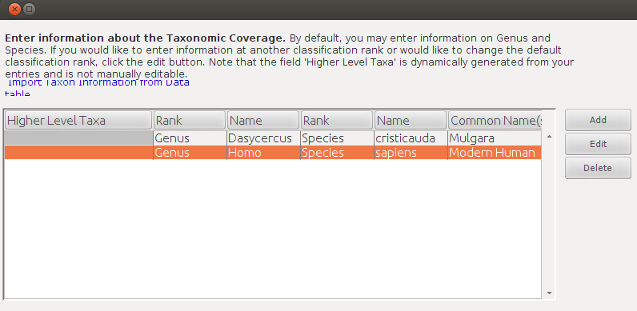 Enter information about the Taxonomic Coverage. By default, you may enter information on Genus and
Species. If you would like to enter information at another classification rank or would like to change the default
classification rank, click the edit button. Note that the field 'Higher Level Taxa' is dynamically generated from your
entries and is not manually editable.
Import Taxon Information from Data
table
Higher Level Taxa Rank Name Rank Name Common Name(s
Genus Dasycercus Species cristicauda Mulgara
Genus Homo Species sapiens Modern Human
Add
Edit
Delete